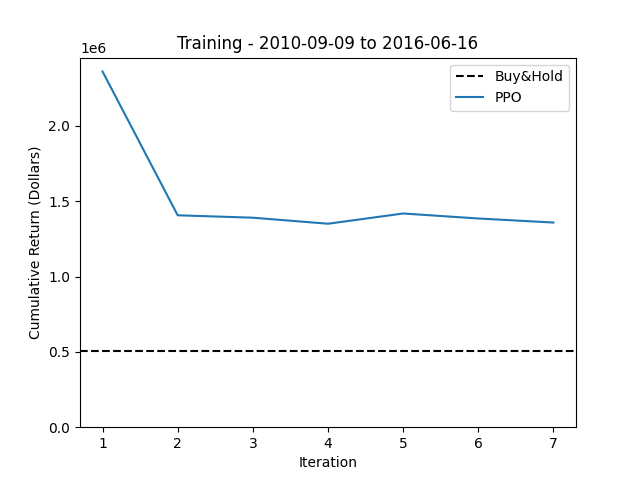 Training - 2010-09-09 to 2016-06-16
1e6
Buy&Hold
PPO
2.0
1.5
1.0
0.5
0.0
Cumulative Return (Dollars)
1 2 3 4 5 6 7
Iteration